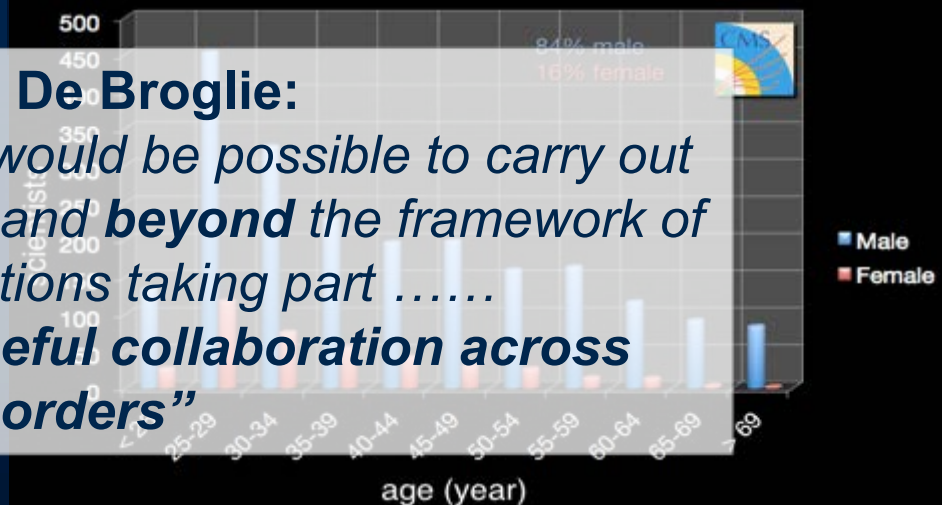 500
450
84% male
16% female
CMS
De Broglie:
would be possible to carry out
and beyond the framework of
tions taking part ……
eful collaboration across
orders”
350
250
200
100
scientists
Male
Female
25-29
30-34
35-39
40-44
45-49
50-54
55-59
60-64
65-69
> 69
age (year)